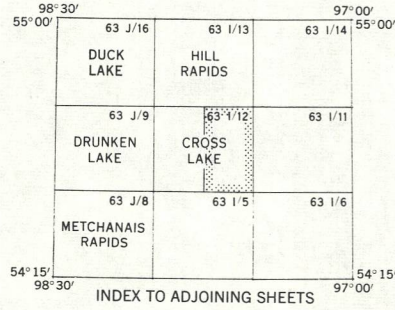 98°30′ 97°00′
55°00′ 63 J/16 63 I/13 63 I/14 55°00′
DUCK LAKE HILL RAPIDS
63 J/9 63 I/12 63 I/11
DRUNKEN LAKE CROSS LAKE
63 J/8 63 I/5 63 I/6
METCHANAIS RAPIDS
54°15′ 54°15′
98°30′ 97°00′
INDEX TO ADJOINING SHEETS